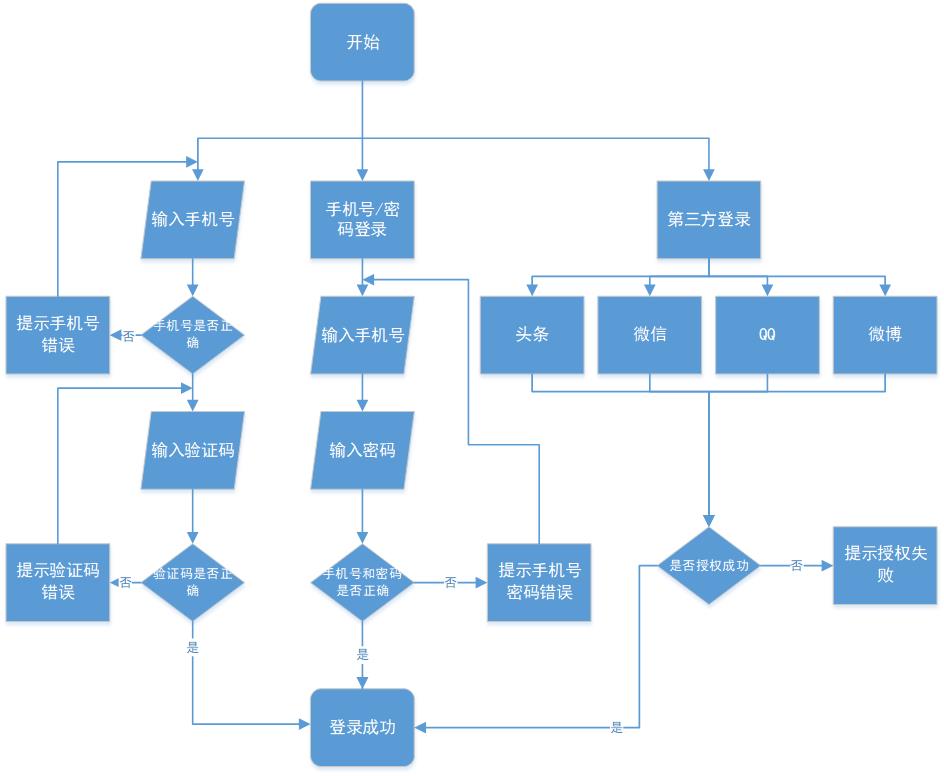 开始
输入手机号
手机号/密
码登录
第三方登录
提示手机号
错误
否
手机号是否正
确
输入手机号
头条
微信
QQ
微博
输入验证码
输入密码
提示验证码
错误
否
验证码是否正
确
手机号和密码
是否正确
否
提示手机号
密码错误
是否授权成功
否
提示授权失
败
是
是
登录成功
是